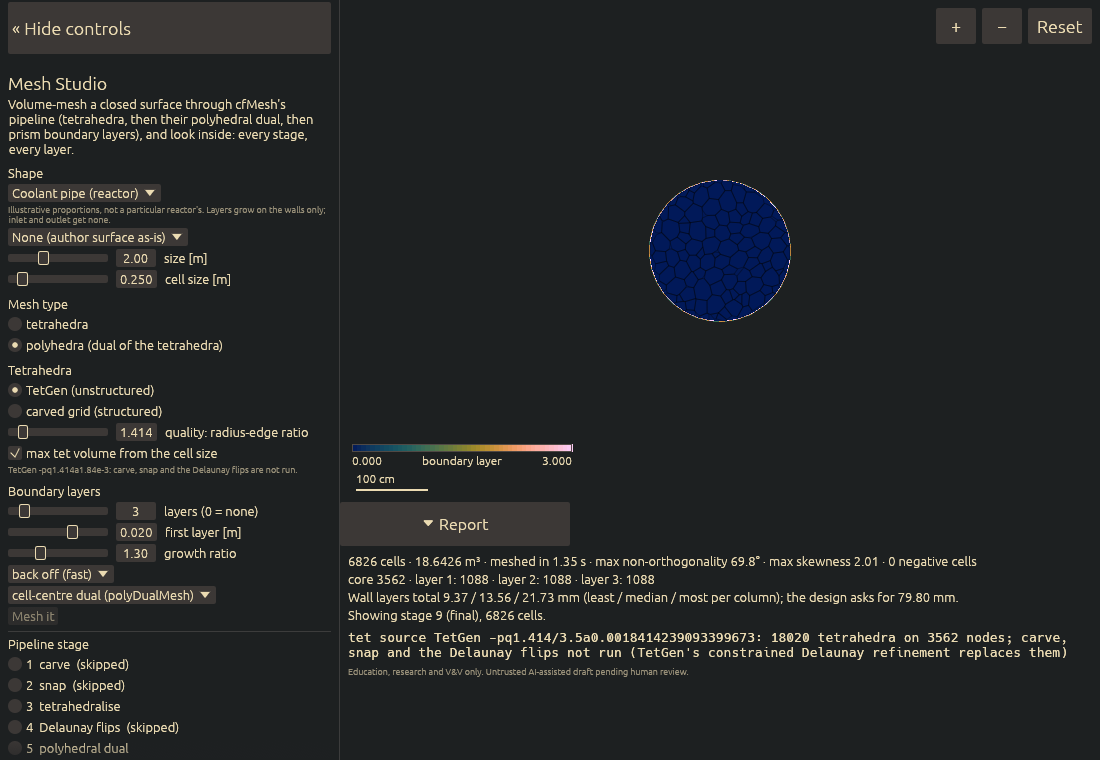 « Hide controls
+
−
Reset
Mesh Studio
Volume-mesh a closed surface through cfMesh's
pipeline (tetrahedra, then their polyhedral dual, then
prism boundary layers), and look inside: every stage,
every layer.
Shape
Coolant pipe (reactor)
Illustrative proportions, not a particular reactor's. Layers grow on the walls only;
inlet and outlet get none.
None (author surface as-is)
2.00 size [m]
0.250 cell size [m]
Mesh type
tetrahedra
polyhedra (dual of the tetrahedra)
Tetrahedra
TetGen (unstructured)
carved grid (structured)
1.414 quality: radius-edge ratio
max tet volume from the cell size
TetGen -pq1.414a1.84e-3: carve, snap and the Delaunay flips are not run.
Boundary layers
3 layers (0 = none)
0.020 first layer [m]
1.30 growth ratio
back off (fast)
cell-centre dual (polyDualMesh)
Mesh it
Pipeline stage
1 carve (skipped)
2 snap (skipped)
3 tetrahedralise
4 Delaunay flips (skipped)
5 polyhedral dual
0.000 boundary layer 3.000
100 cm
Report
6826 cells · 18.6426 m³ · meshed in 1.35 s · max non-orthogonality 69.8° · max skewness 2.01 · 0 negative cells
core 3562 · layer 1: 1088 · layer 2: 1088 · layer 3: 1088
Wall layers total 9.37 / 13.56 / 21.73 mm (least / median / most per column); the design asks for 79.80 mm.
Showing stage 9 (final), 6826 cells.
tet source TetGen -pq1.414/3.5a0.0018414239093399673: 18020 tetrahedra on 3562 nodes; carve,
snap and the Delaunay flips not run (TetGen's constrained Delaunay refinement replaces them)
Education, research and V&V only. Untrusted AI-assisted draft pending human review.